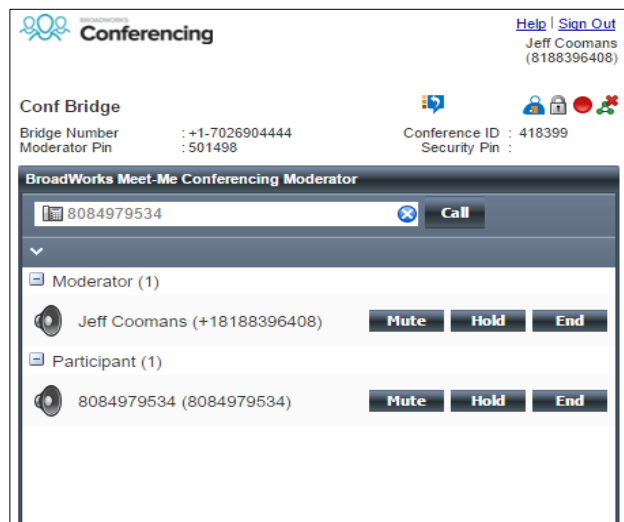 BROADWORKS
Conferencing
Help | Sign Out
Jeff Coomans
(8188396408)
Conf Bridge
Bridge Number : +1-7026904444 Conference ID : 418399
Moderator Pin : 501498 Security Pin :
BroadWorks Meet-Me Conferencing Moderator
8084979534 Call
Moderator (1)
Jeff Coomans (+18188396408) Mute Hold End
Participant (1)
8084979534 (8084979534) Mute Hold End